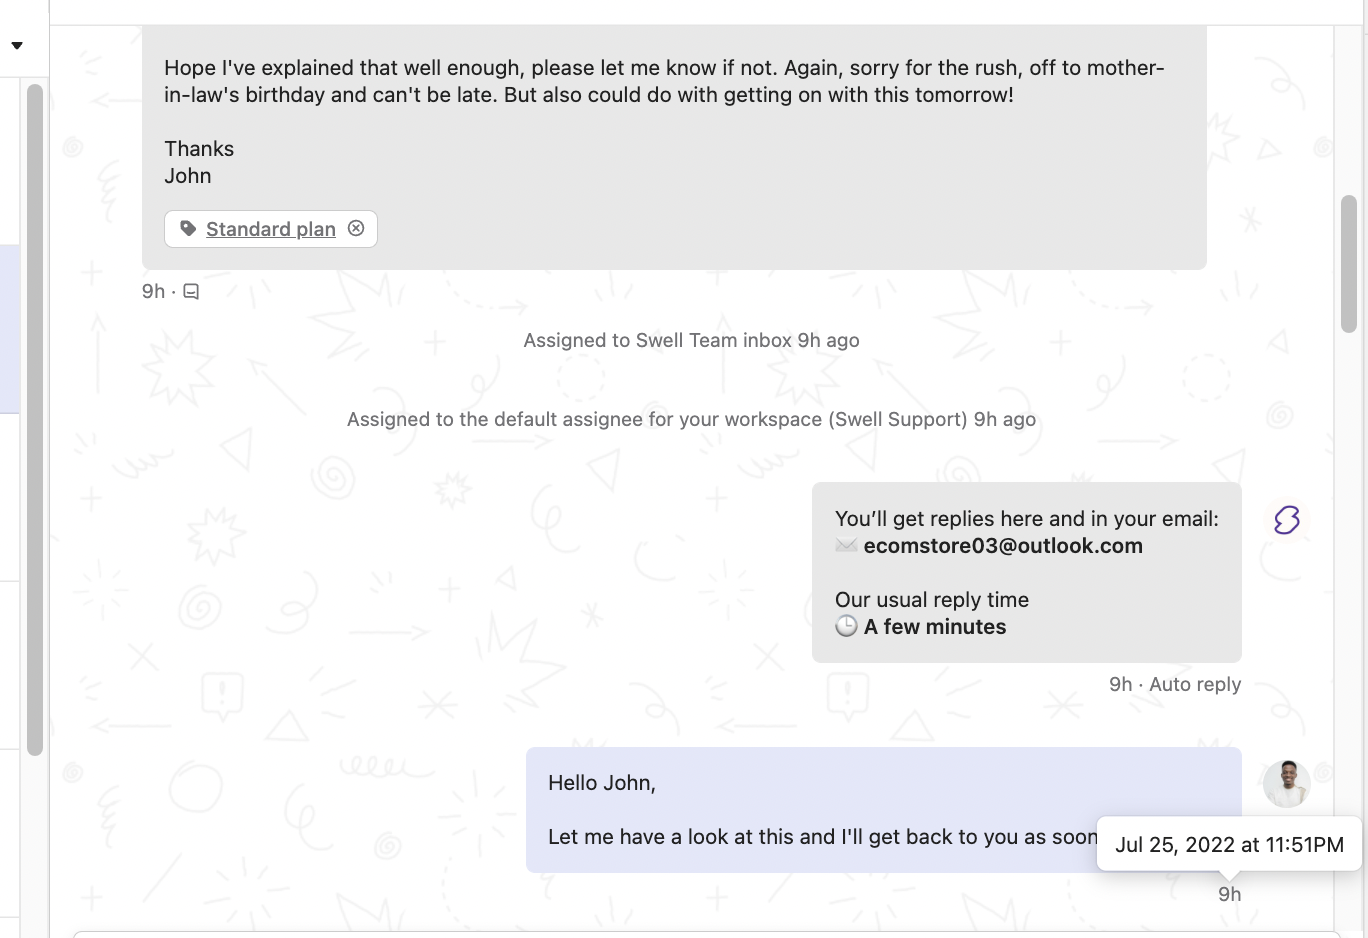 Hope I've explained that well enough, please let me know if not. Again, sorry for the rush, off to mother-
in-law's birthday and can't be late. But also could do with getting on with this tomorrow!
Thanks
John
Standard plan
9h ·
Assigned to Swell Team inbox 9h ago
Assigned to the default assignee for your workspace (Swell Support) 9h ago
You’ll get replies here and in your email:
ecomstore03@outlook.com
Our usual reply time
A few minutes
9h · Auto reply
Hello John,
Let me have a look at this and I'll get back to you as soon
Jul 25, 2022 at 11:51PM
9h